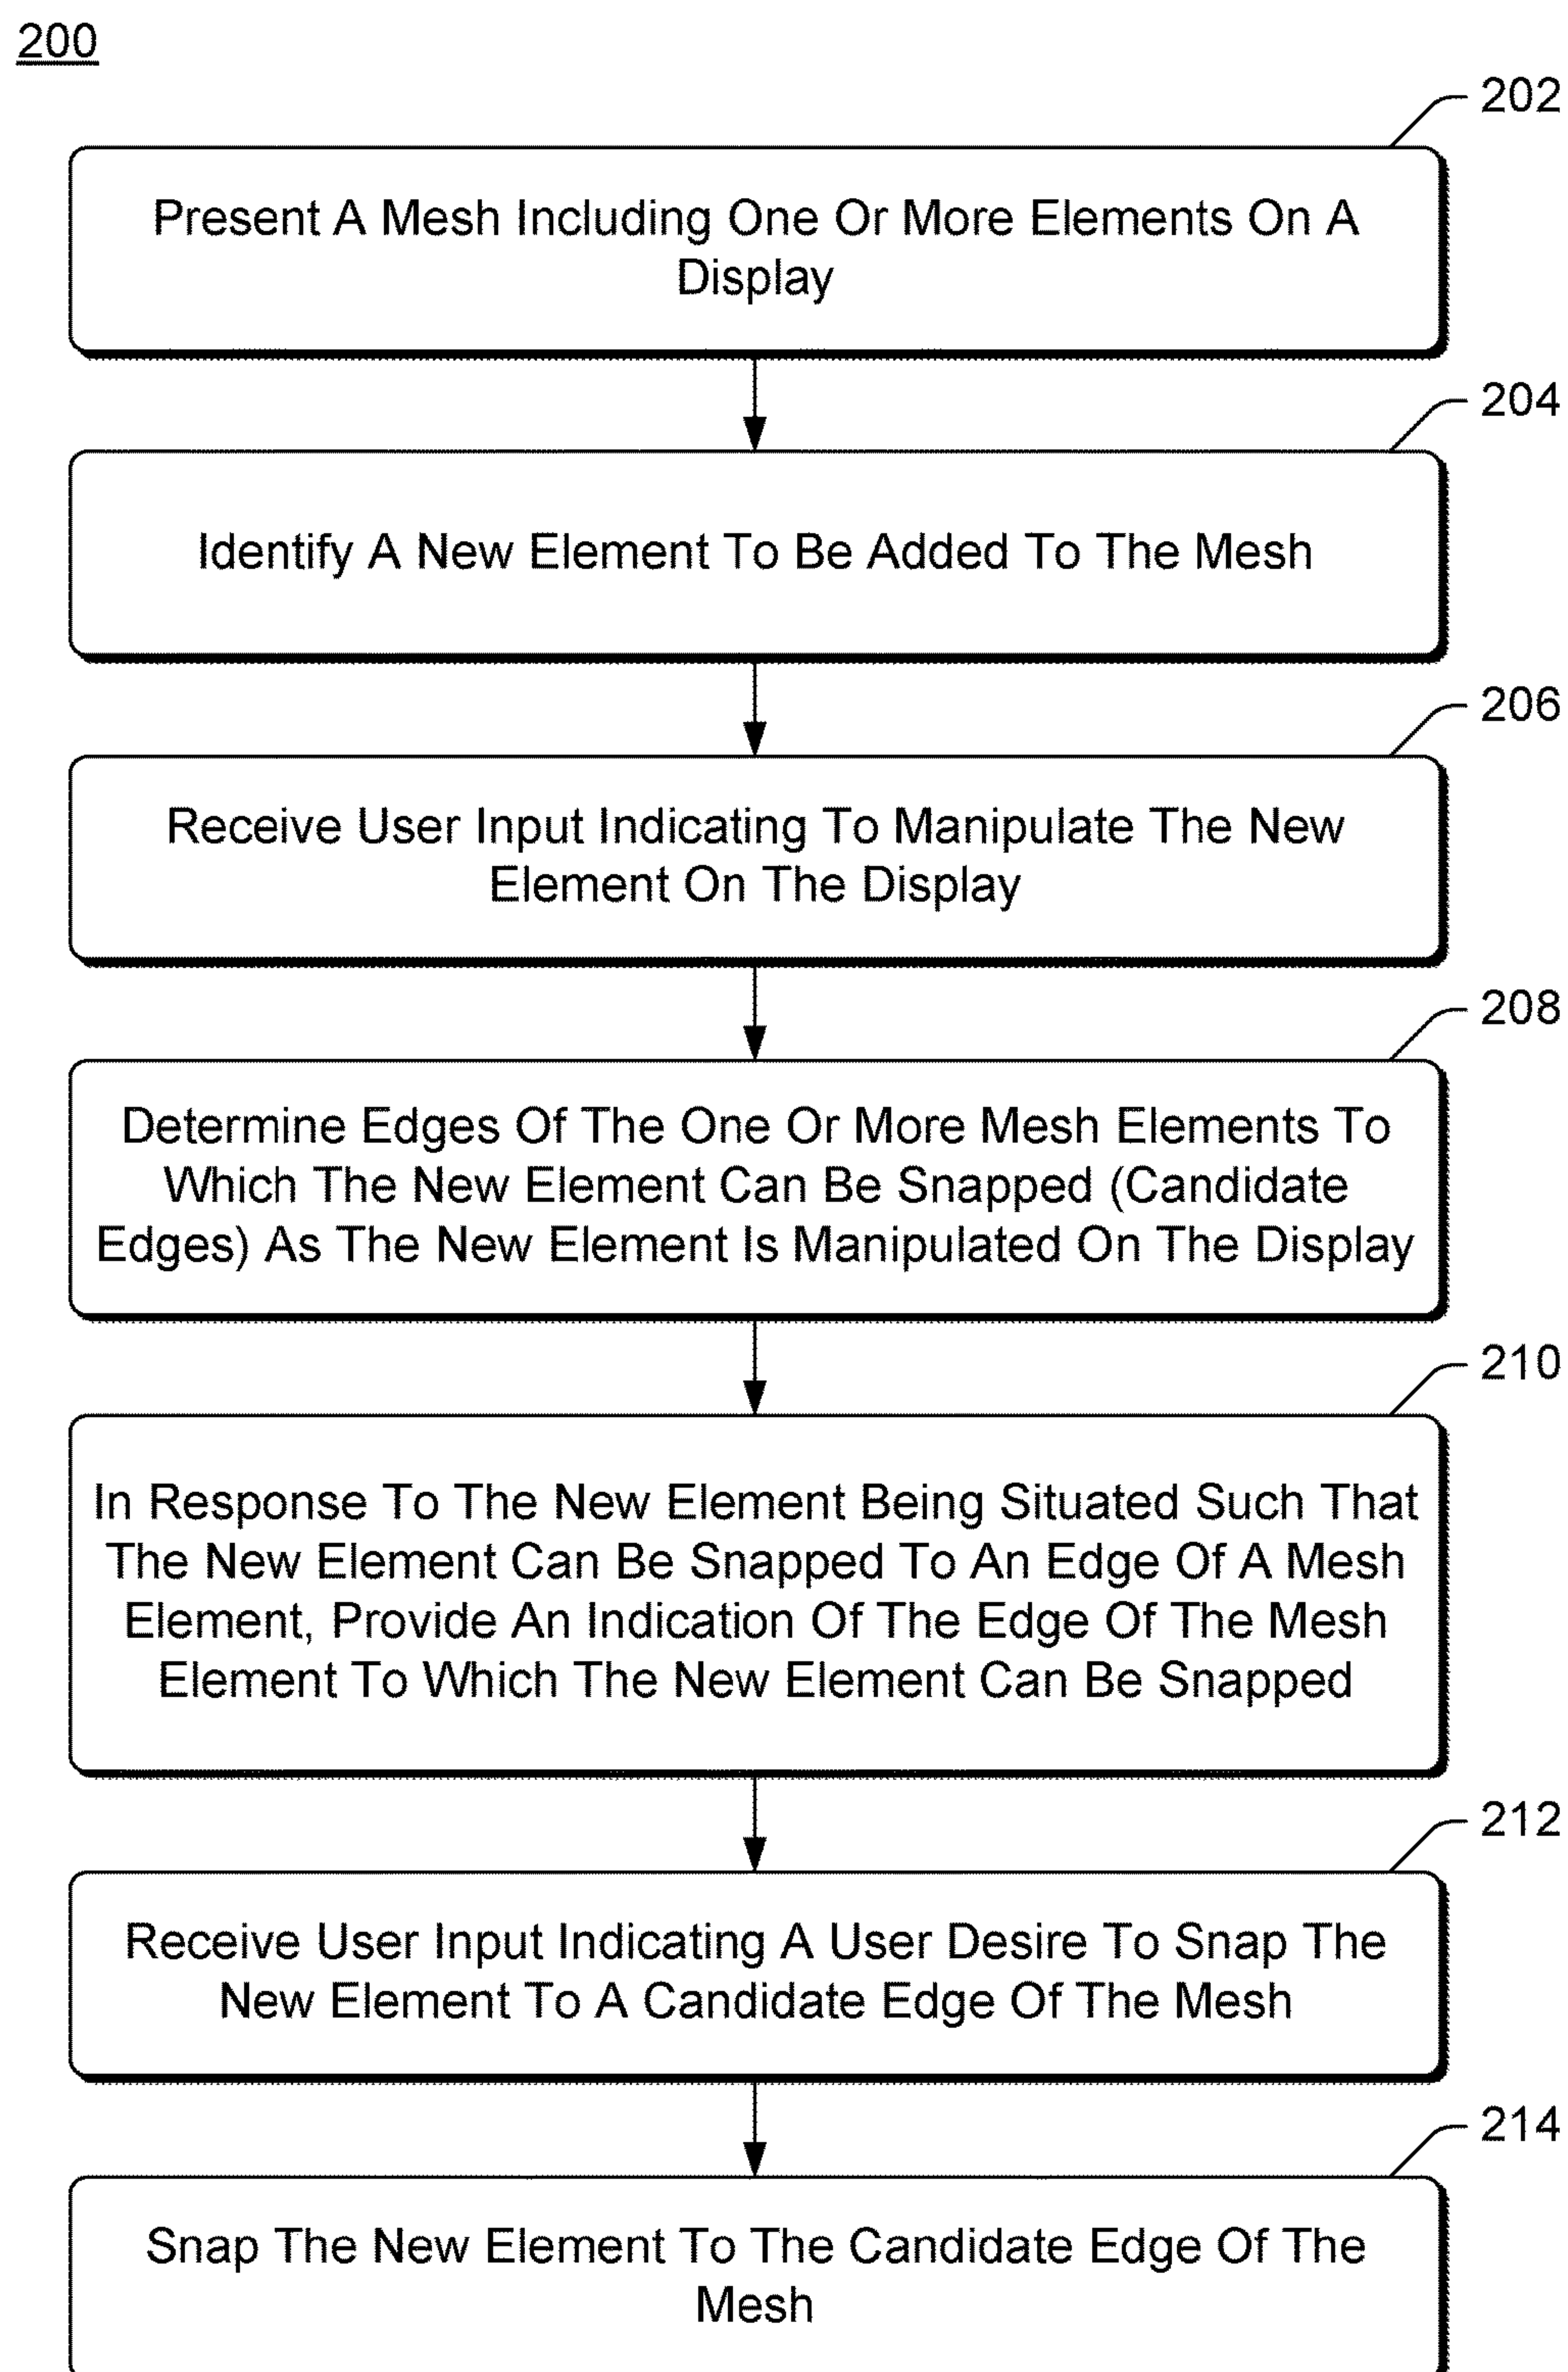 200
202
Present A Mesh Including One Or More Elements On A
Display
204
Identify A New Element To Be Added To The Mesh
206
Receive User Input Indicating To Manipulate The New
Element On The Display
208
Determine Edges Of The One Or More Mesh Elements To
Which The New Element Can Be Snapped (Candidate
Edges) As The New Element Is Manipulated On The Display
210
In Response To The New Element Being Situated Such That
The New Element Can Be Snapped To An Edge Of A Mesh
Element, Provide An Indication Of The Edge Of The Mesh
Element To Which The New Element Can Be Snapped
212
Receive User Input Indicating A User Desire To Snap The
New Element To A Candidate Edge Of The Mesh
214
Snap The New Element To The Candidate Edge Of The
Mesh